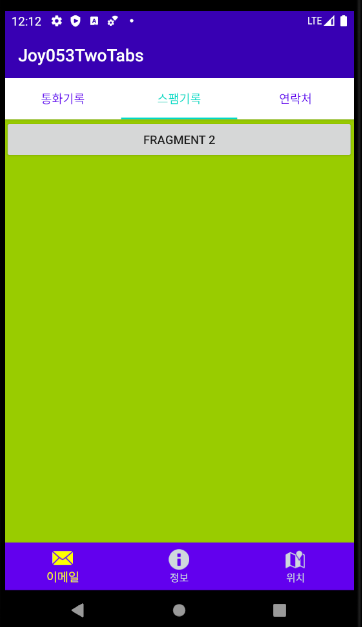 12:12 LTE
Joy053TwoTabs
통화기록 스팸기록 연락처
FRAGMENT 2
이메일 정보 위치